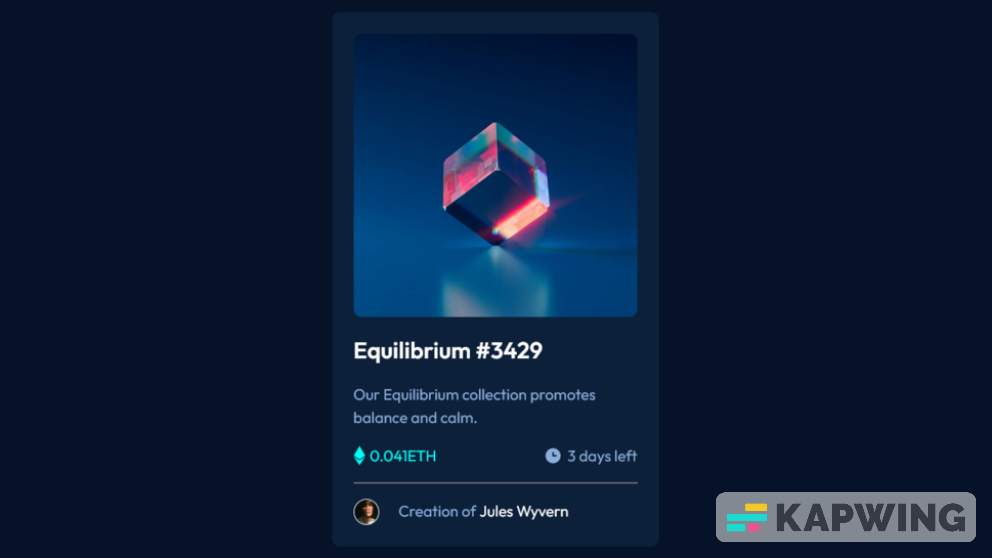 Equilibrium #3429
Our Equilibrium collection promotes
balance and calm.
0.041ETH
3 days left
Creation of Jules Wyvern
KAPWING